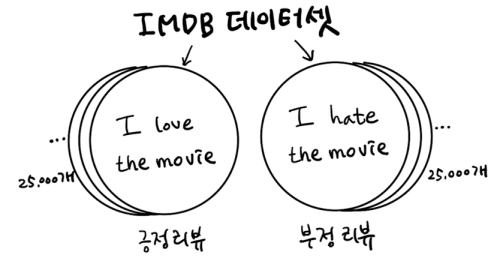 IMDB 데이터셋
I love
the movie
I hate
the movie
...
25,000개
...
25,000개
긍정리뷰
부정 리뷰